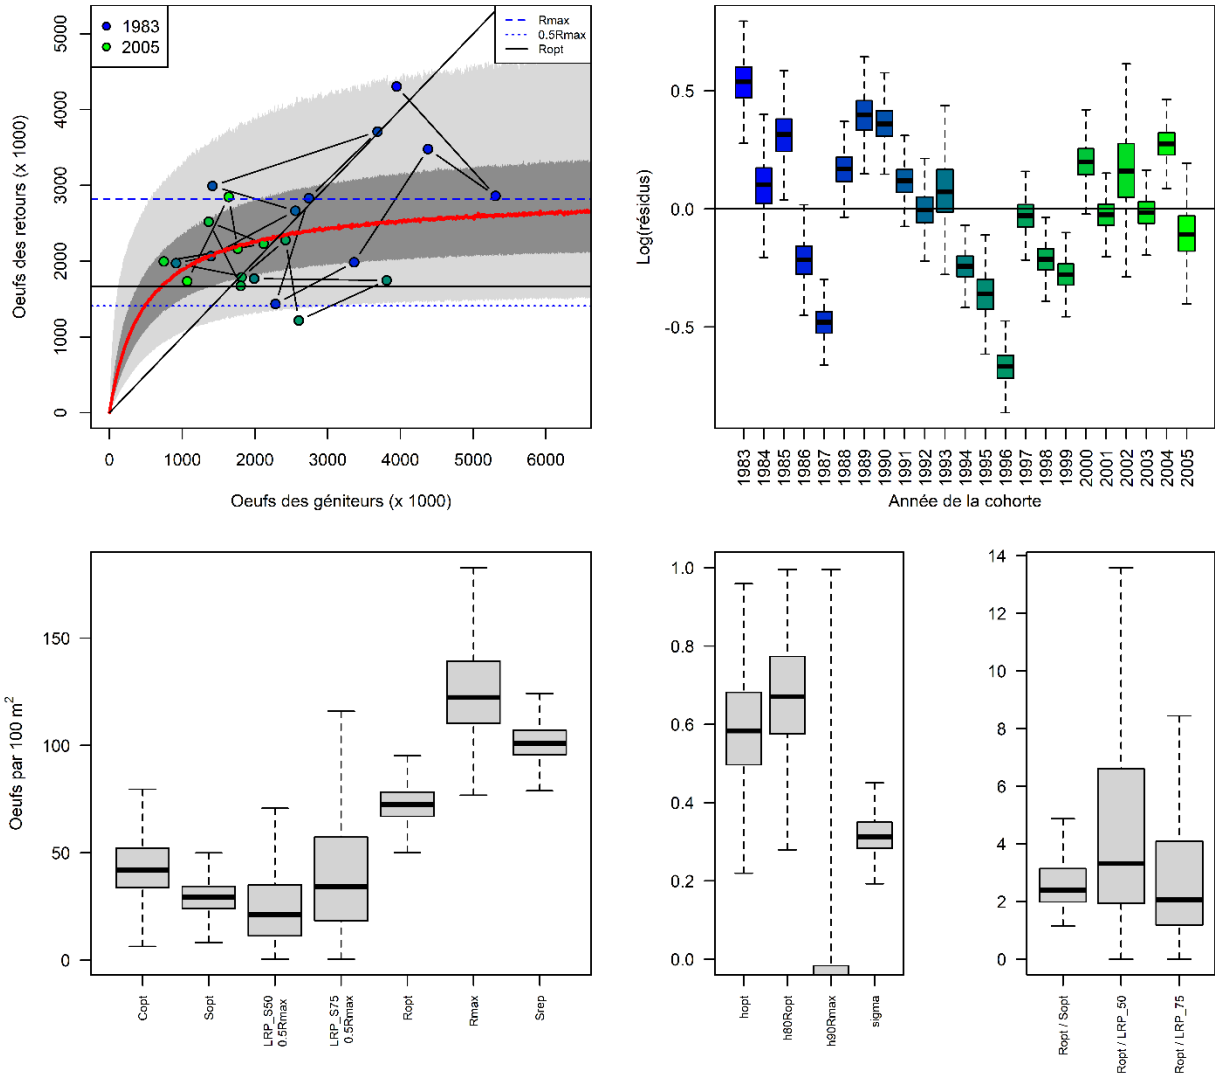 1983
2005
Rmax
0.5Rmax
Ropt
Oeufs des retours (x 1000)
5000
4000
3000
2000
1000
0
0 1000 2000 3000 4000 5000 6000
Oeufs des géniteurs (x 1000)
Log(résidus)
0.5
0.0
-0.5
1983 1984 1985 1986 1987 1988 1989 1990 1991 1992 1993 1994 1995 1996 1997 1998 1999 2000 2001 2002 2003 2004 2005
Année de la cohorte
Oeufs par 100 m²
150
100
50
0
Copt
Sopt
LRP_S50
0.5Rmax
LRP_S75
0.5Rmax
Ropt
Rmax
Srep
1.0
0.8
0.6
0.4
0.2
0.0
hopt
h80Ropt
h90Rmax
sigma
14
12
10
8
6
4
2
0
Ropt / Sopt
Ropt / LRP_50
Ropt / LRP_75